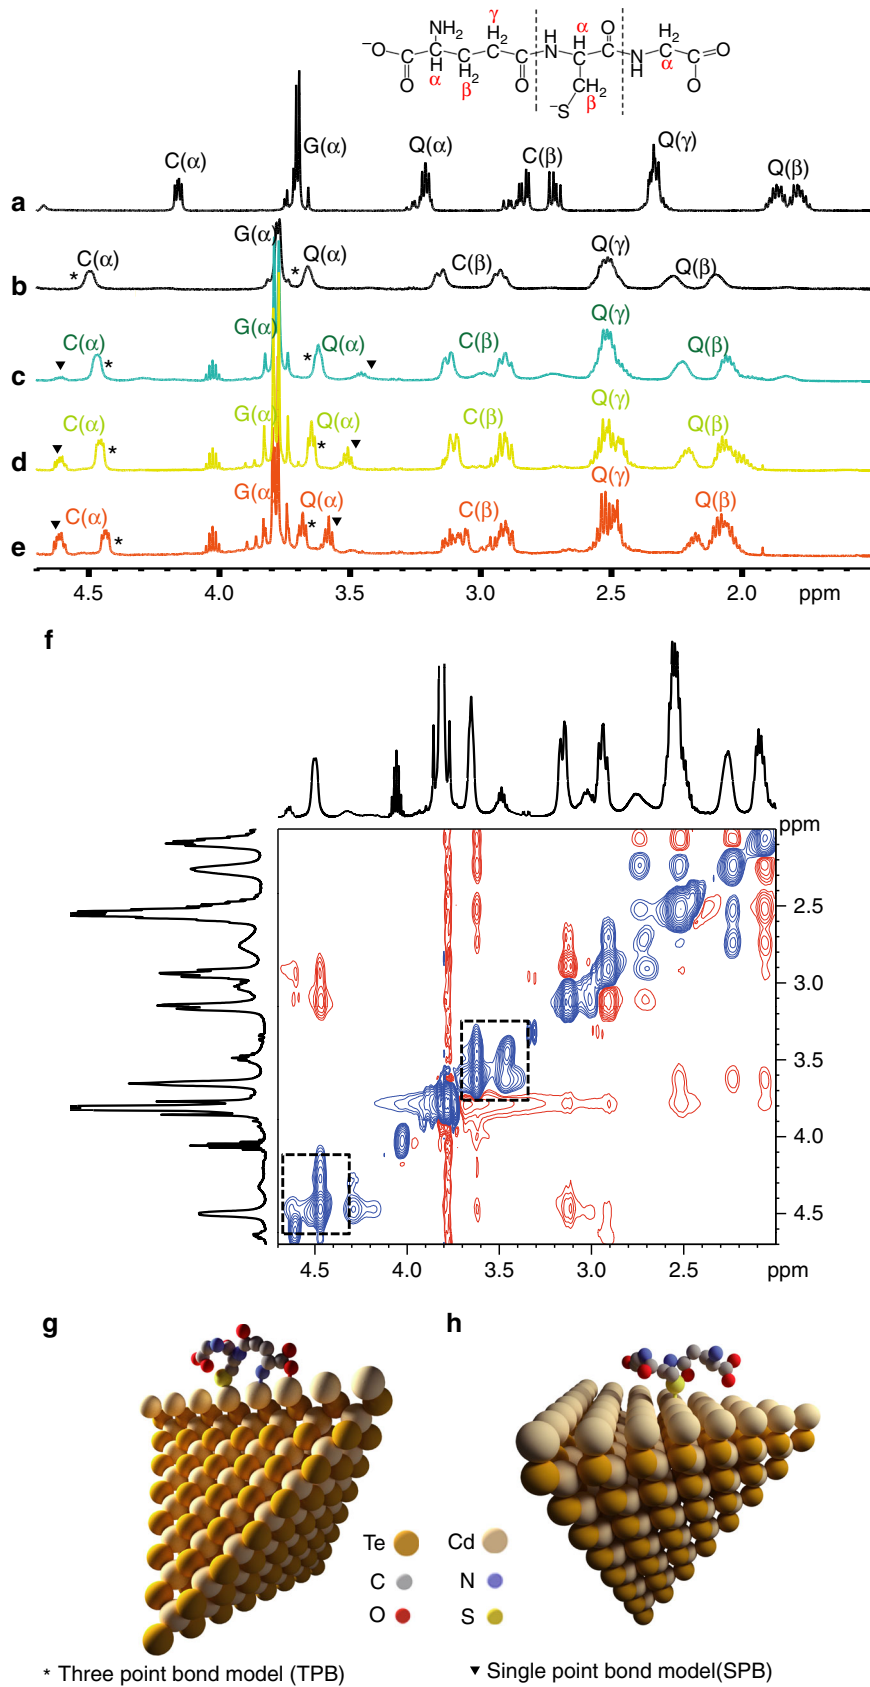 γ
NH₂ H₂ H α O H₂
⁻O C C C N C C C O
O H C H₂ O H CH₂ H α C
α β ⁻S β O
C(α) G(α) Q(α) C(β) Q(γ) Q(β)
a
C(α) G(α) Q(α) C(β) Q(γ) Q(β)
* *
b
C(α) G(α) Q(α) C(β) Q(γ) Q(β)
▼ * * ▼
c
C(α) G(α) Q(α) C(β) Q(γ) Q(β)
▼ * * ▼
d
C(α) G(α) Q(α) C(β) Q(γ) Q(β)
▼ * * ▼
e
4.5 4.0 3.5 3.0 2.5 2.0 ppm
f
ppm
2.5
3.0
3.5
4.0
4.5
4.5 4.0 3.5 3.0 2.5 ppm
g h
Te Cd
C N
O S
* Three point bond model (TPB)
▼ Single point bond model(SPB)